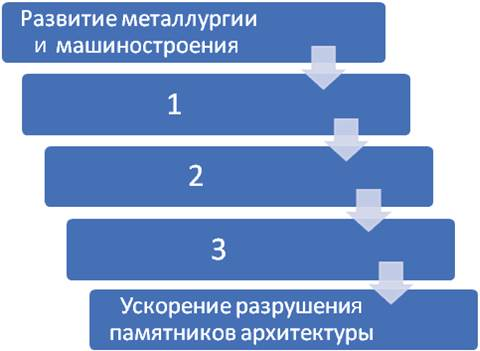 Развитие металлургии
и машиностроения
1
2
3
Ускорение разрушения
памятников архитектуры